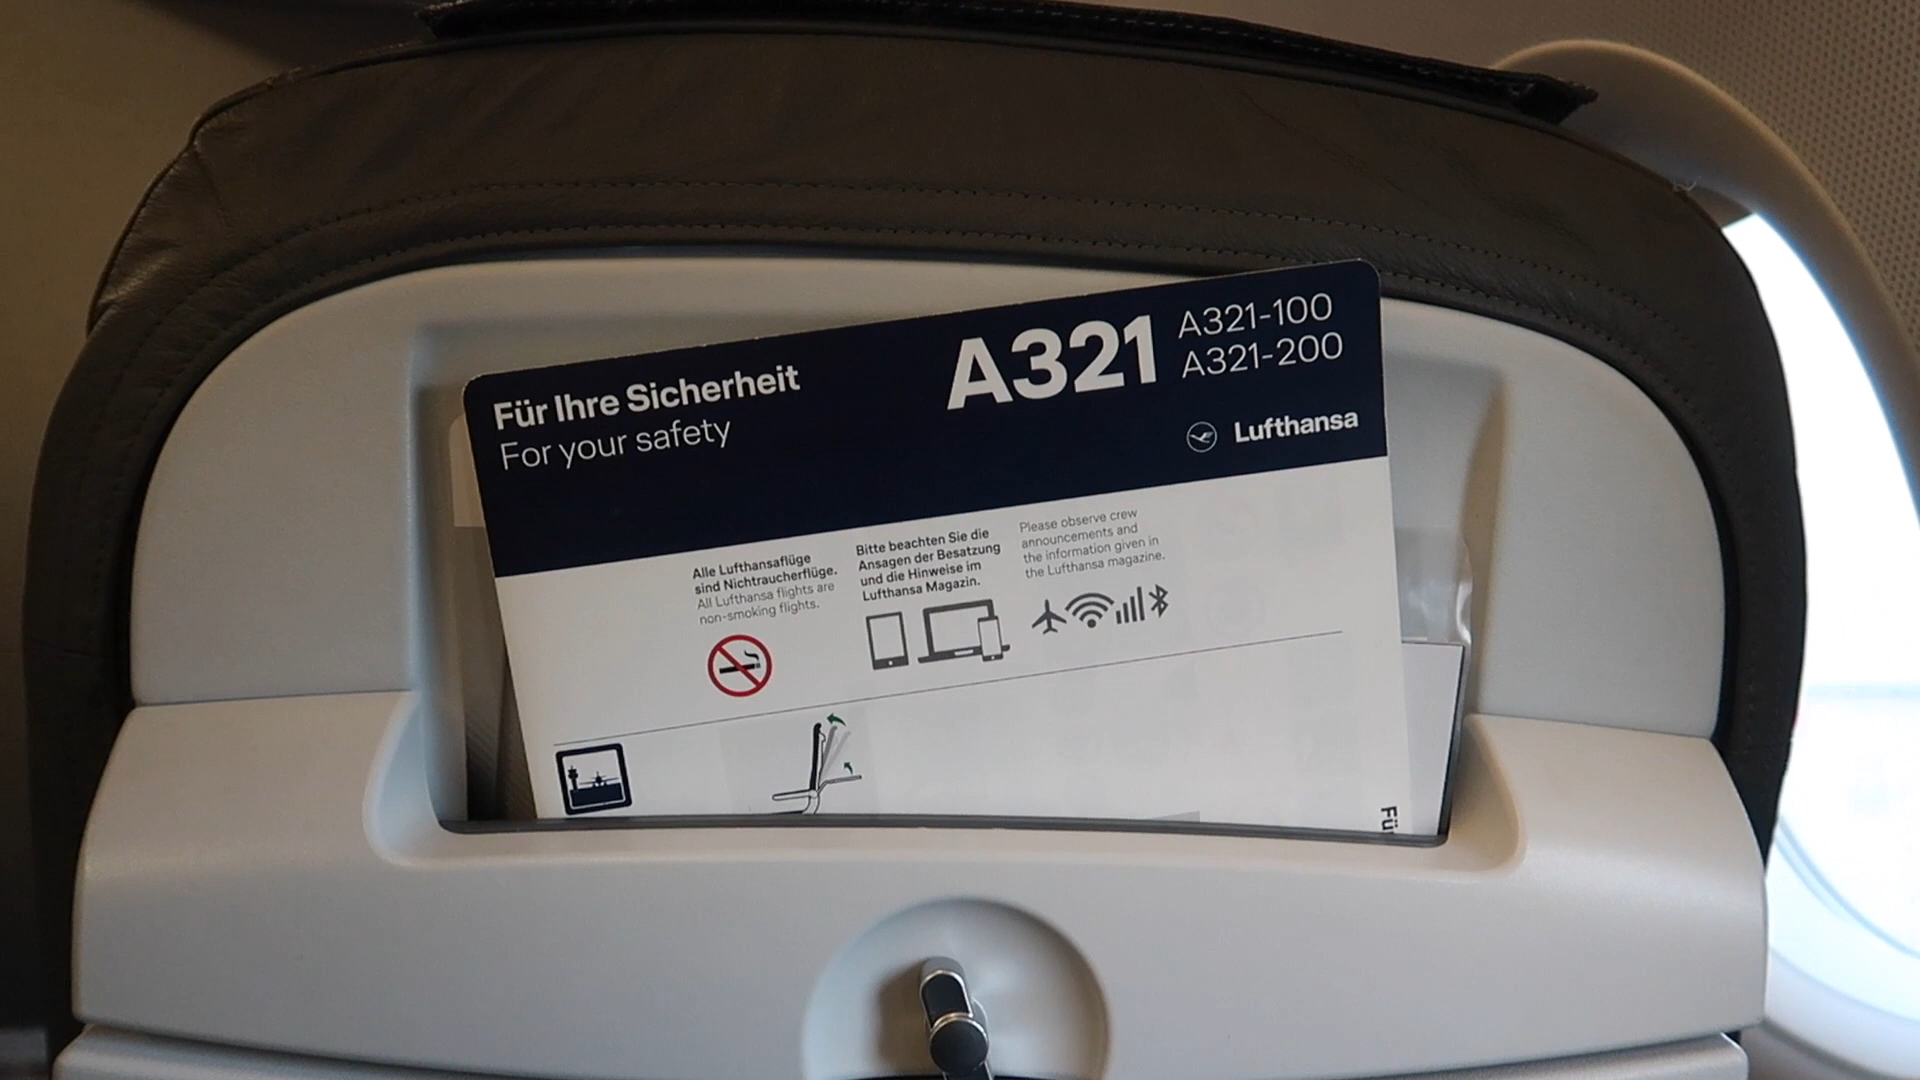 Für Ihre Sicherheit
For your safety
A321
A321-100
A321-200
Lufthansa
Alle Lufthansaflüge
sind Nichtraucherflüge.
All Lufthansa flights are
non-smoking flights.
Bitte beachten Sie die
Ansagen der Besatzung
und die Hinweise im
Lufthansa Magazin.
Please observe crew
announcements and
the information given in
the Lufthansa magazine.
Fü